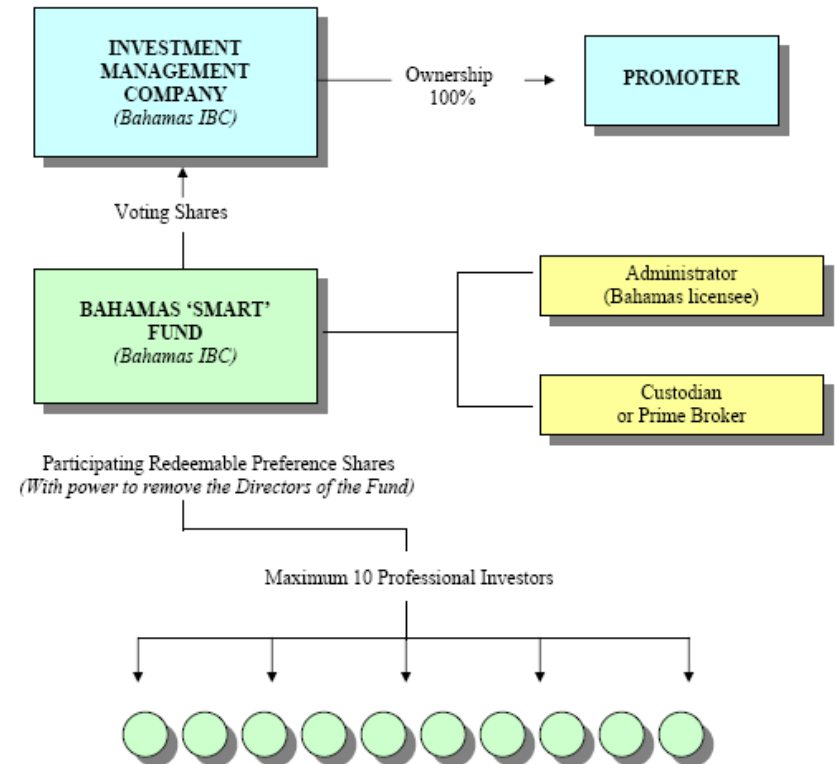 INVESTMENT
MANAGEMENT
COMPANY
(Bahamas IBC)
Ownership
100%
PROMOTER
Voting Shares
BAHAMAS ‘SMART’
FUND
(Bahamas IBC)
Administrator
(Bahamas licensee)
Custodian
or Prime Broker
Participating Redeemable Preference Shares
(With power to remove the Directors of the Fund)
Maximum 10 Professional Investors